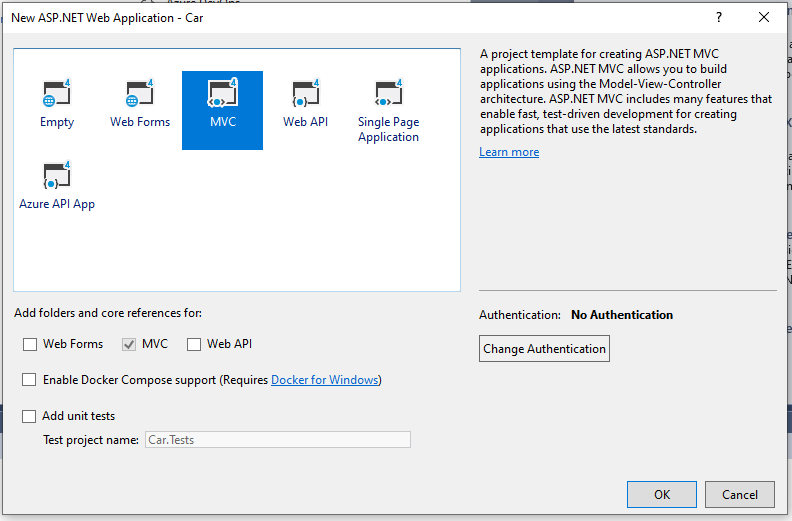 New ASP.NET Web Application - Car
Empty
Web Forms
MVC
Web API
Single Page
Application
Azure API App
A project template for creating ASP.NET MVC
applications. ASP.NET MVC allows you to build
applications using the Model-View-Controller
architecture. ASP.NET MVC includes many features that
enable fast, test-driven development for creating
applications that use the latest standards.
Learn more
Add folders and core references for:
Web Forms
MVC
Web API
Enable Docker Compose support (Requires Docker for Windows)
Add unit tests
Test project name: Car.Tests
Authentication: No Authentication
Change Authentication
OK
Cancel